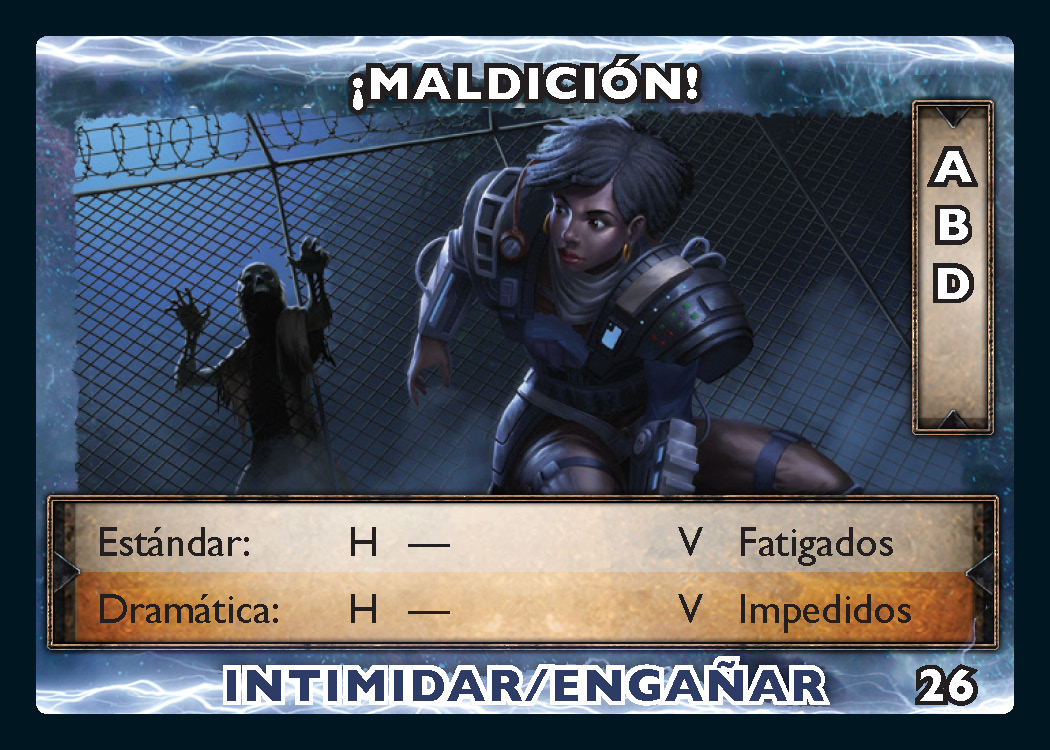 ¡MALDICIÓN!
A
B
D
Estándar: H — V Fatigados
Dramática: H — V Impedidos
INTIMIDAR/ENGAÑAR
26